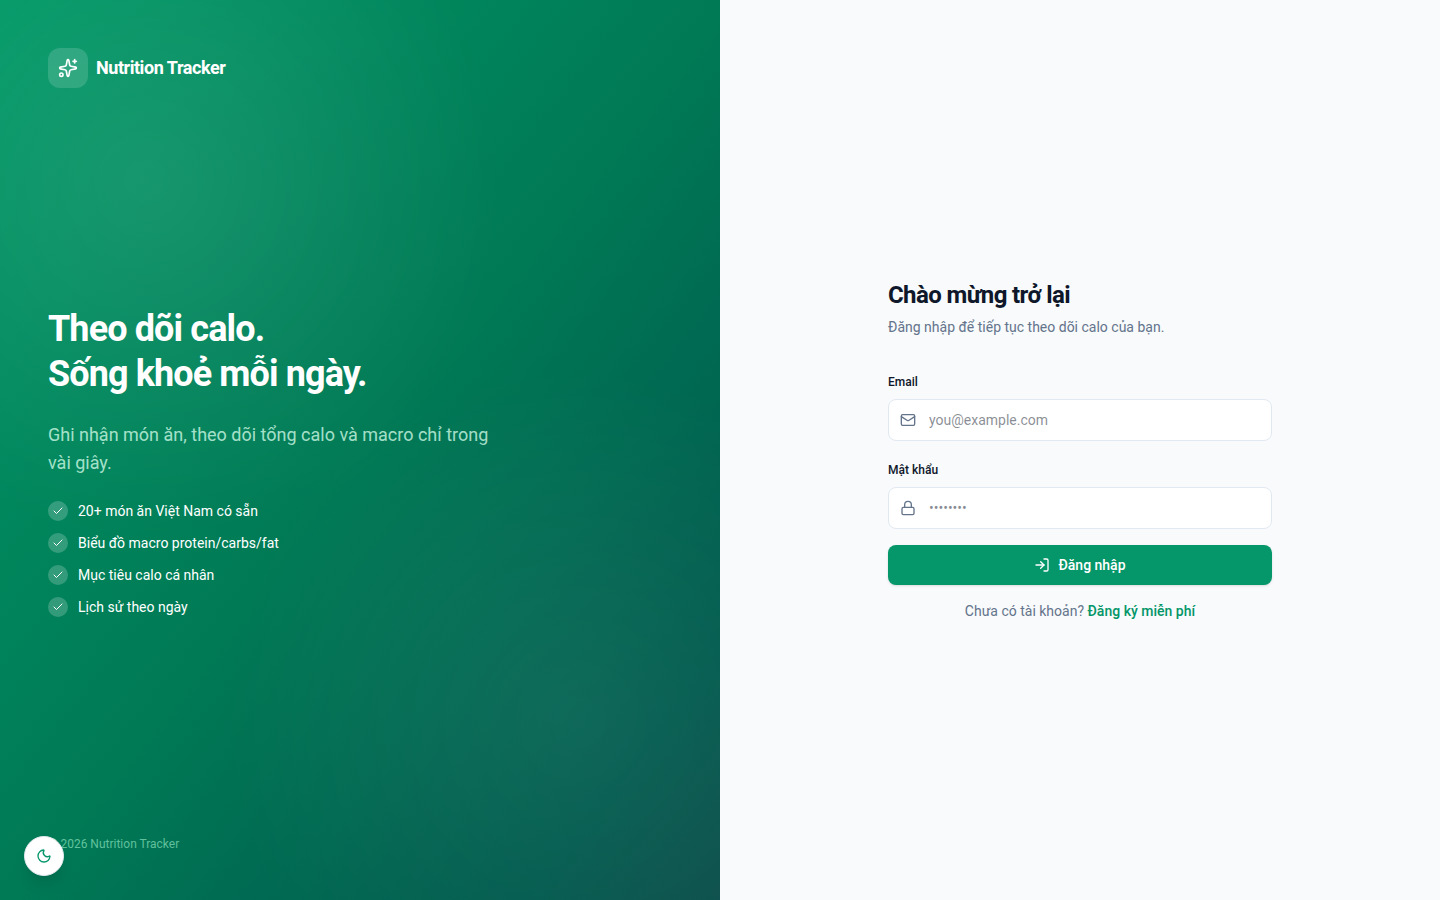 Nutrition Tracker
Theo dõi calo.
Sống khoẻ mỗi ngày.
Ghi nhận món ăn, theo dõi tổng calo và macro chỉ trong
vài giây.
20+ món ăn Việt Nam có sẵn
Biểu đồ macro protein/carbs/fat
Mục tiêu calo cá nhân
Lịch sử theo ngày
2026 Nutrition Tracker
Chào mừng trở lại
Đăng nhập để tiếp tục theo dõi calo của bạn.
Email
you@example.com
Mật khẩu
••••••••
Đăng nhập
Chưa có tài khoản? Đăng ký miễn phí